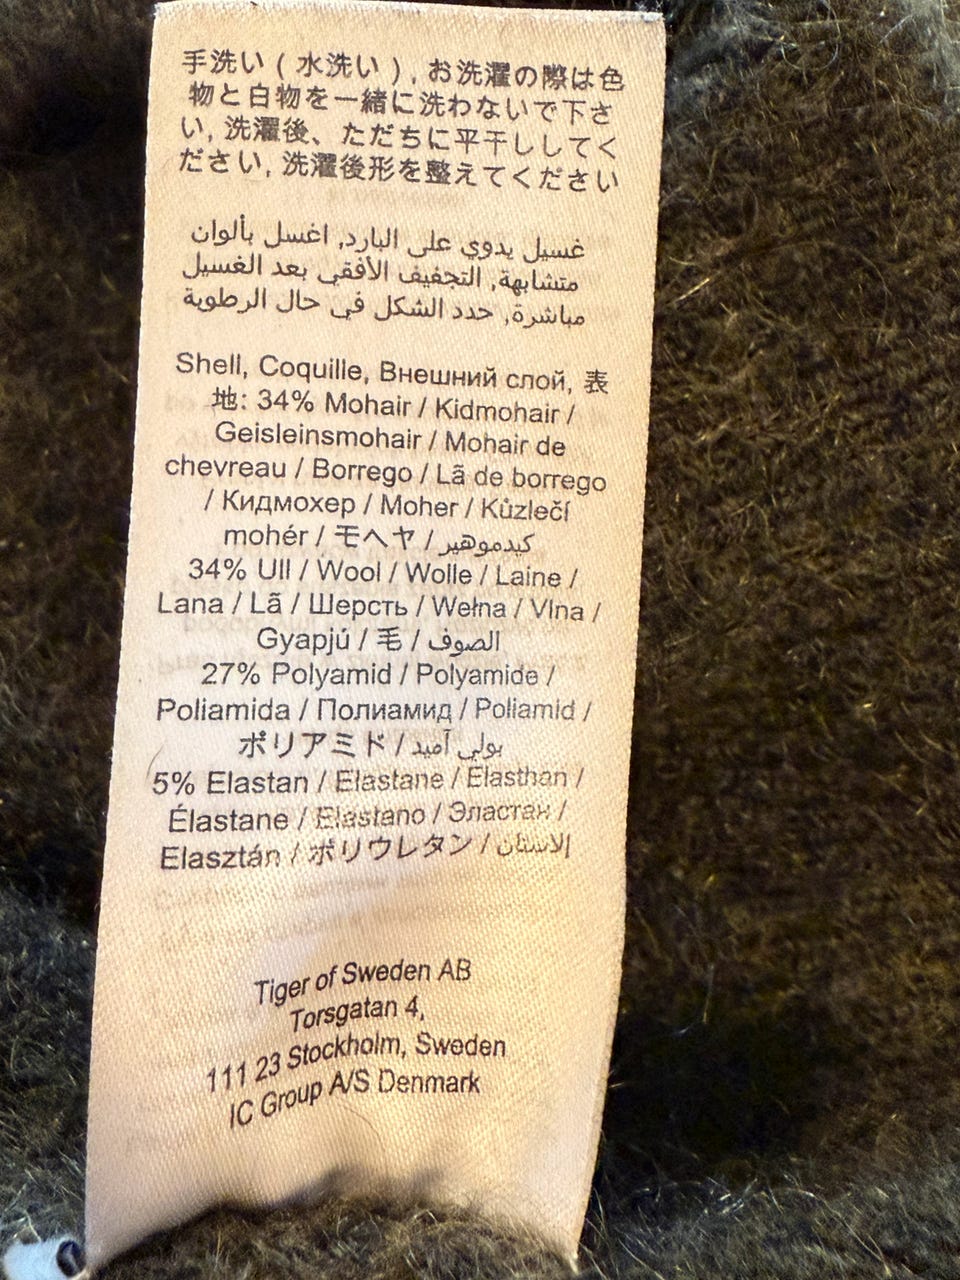 手洗い ( 水洗い ) , お洗濯の際は色
物と白物を一緒に洗わないで下さ
い, 洗濯後、ただちに平干ししてく
ださい, 洗濯後形を整えてください
غسيل يدوي على البارد, اغسل بألوان
متشابهة, التجفيف الأفقي بعد الغسيل
مباشرة, حدد الشكل في حال الرطوبة
Shell, Coquille, Внешний слой, 表
地: 34% Mohair / Kidmohair /
Geisleinsmohair / Mohair de
chevreau / Borrego / Lã de borrego
/ Кидмохер / Moher / Kůzlečí
mohér / モヘヤ / كيدموهير
34% Ull / Wool / Wolle / Laine /
Lana / Lã / Шерсть / Wełna / Vlna /
Gyapjú / 毛 / الصوف
27% Polyamid / Polyamide /
Poliamida / Полиамид / Poliamid /
ポリアミド / بولي آميد
5% Elastan / Elastane / Elasthan /
Élastane / Elastano / Эластан /
Elasztán / ポリウレタン / إلاستان
Tiger of Sweden AB
Torsgatan 4,
111 23 Stockholm, Sweden
IC Group A/S Denmark